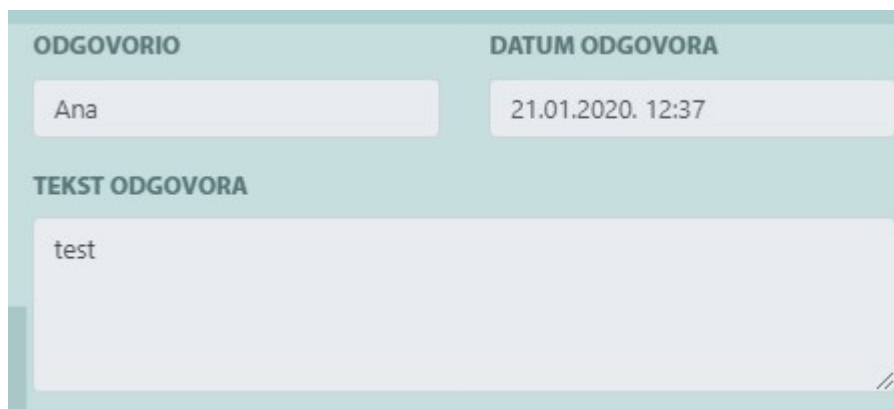 ODGOVORIO DATUM ODGOVORA
Ana 21.01.2020. 12:37
TEKST ODGOVORA
test